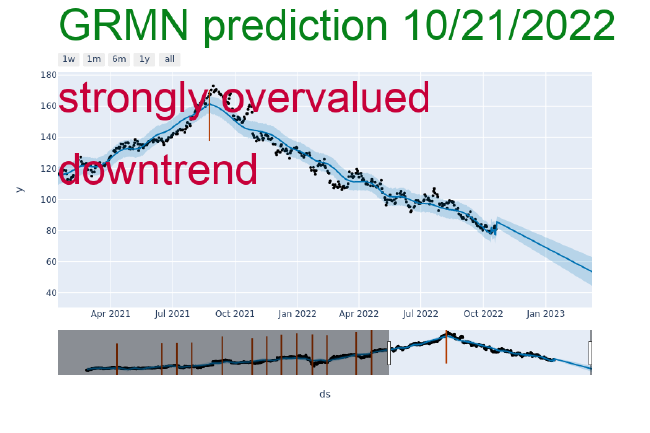 GRMN prediction 10/21/2022
1w 1m 6m 1y all
180
strongly overvalued
160
140
120
downtrend
100
80
60
40
y
Apr 2021 Jul 2021 Oct 2021 Jan 2022 Apr 2022 Jul 2022 Oct 2022 Jan 2023
ds